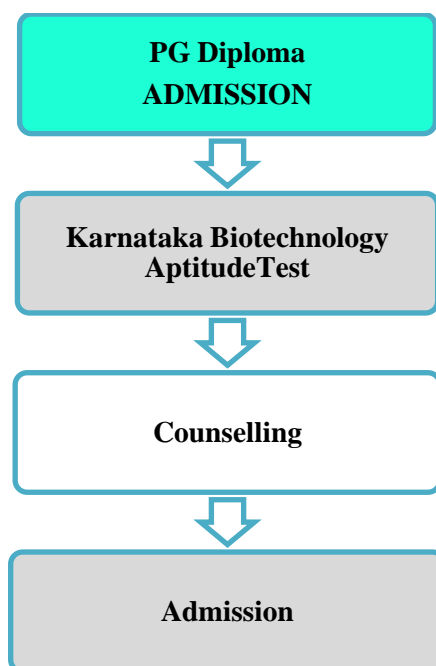 PG Diploma
ADMISSION
Karnataka Biotechnology
AptitudeTest
Counselling
Admission